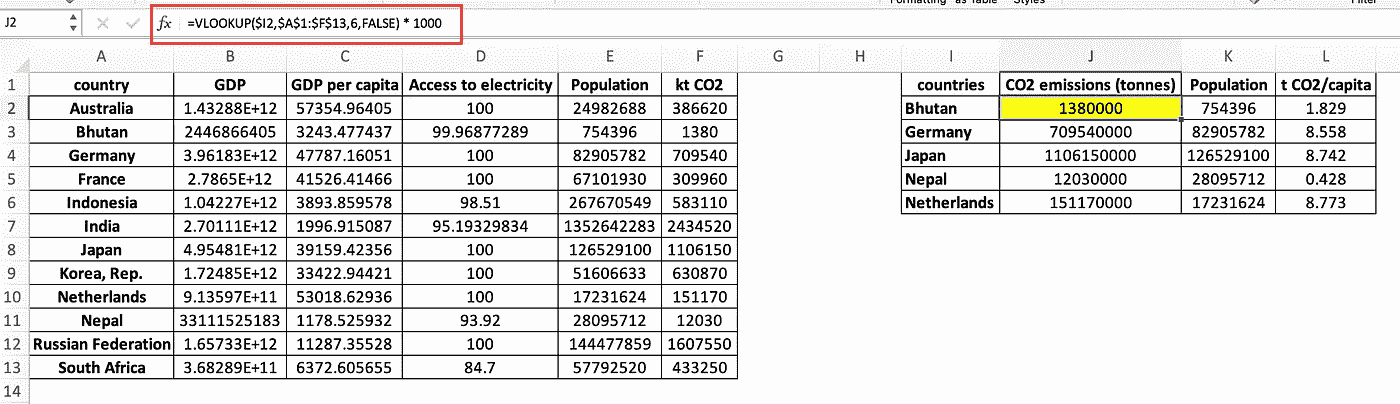 Formatting as Table Styles Filter
J2 fx =VLOOKUP($I2,$A$1:$F$13,6,FALSE) * 1000
A B C D E F G H I J K L
1 country GDP GDP per capita Access to electricity Population kt CO2 countries CO2 emissions (tonnes) Population t CO2/capita
2 Australia 1.43288E+12 57354.96405 100 24982688 386620 Bhutan 1380000 754396 1.829
3 Bhutan 2446866405 3243.477437 99.96877289 754396 1380 Germany 709540000 82905782 8.558
4 Germany 3.96183E+12 47787.16051 100 82905782 709540 Japan 1106150000 126529100 8.742
5 France 2.7865E+12 41526.41466 100 67101930 309960 Nepal 12030000 28095712 0.428
6 Indonesia 1.04227E+12 3893.859578 98.51 267670549 583110 Netherlands 151170000 17231624 8.773
7 India 2.70111E+12 1996.915087 95.19329834 1352642283 2434520
8 Japan 4.95481E+12 39159.42356 100 126529100 1106150
9 Korea, Rep. 1.72485E+12 33422.94421 100 51606633 630870
10 Netherlands 9.13597E+11 53018.62936 100 17231624 151170
11 Nepal 33111525183 1178.525932 93.92 28095712 12030
12 Russian Federation 1.65733E+12 11287.35528 100 144477859 1607550
13 South Africa 3.68289E+11 6372.605655 84.7 57792520 433250
14